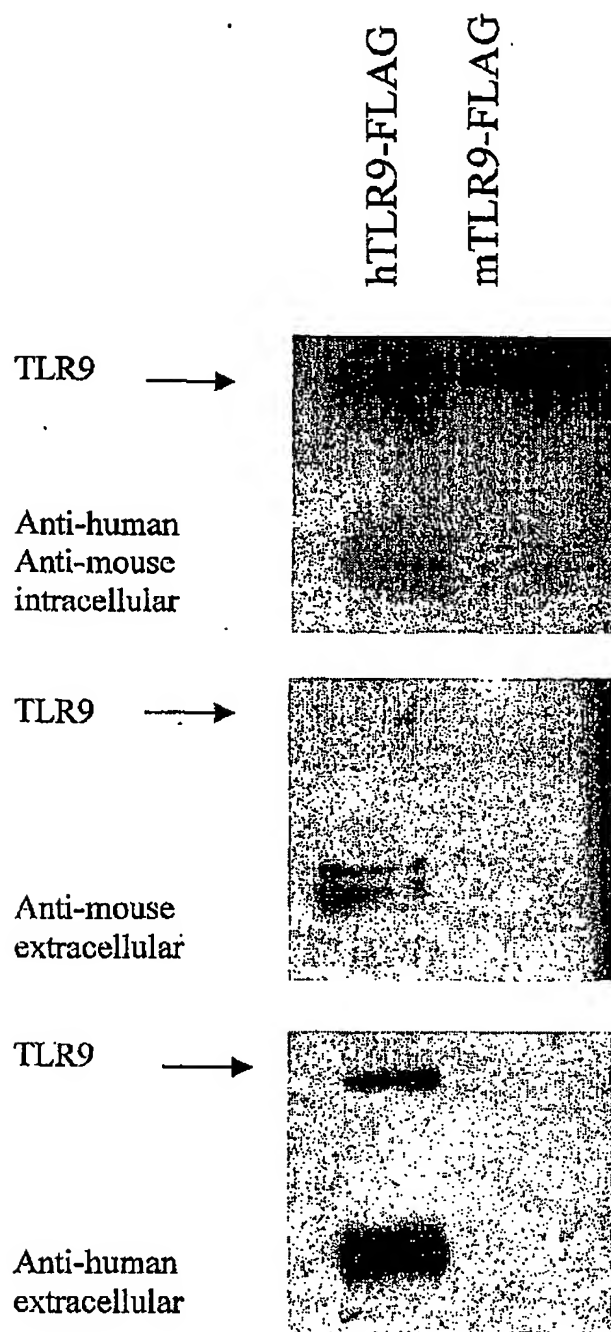 hTLR9-FLAG
mTLR9-FLAG
TLR9
Anti-human
Anti-mouse
intracellular
TLR9
Anti-mouse
extracellular
TLR9
Anti-human
extracellular